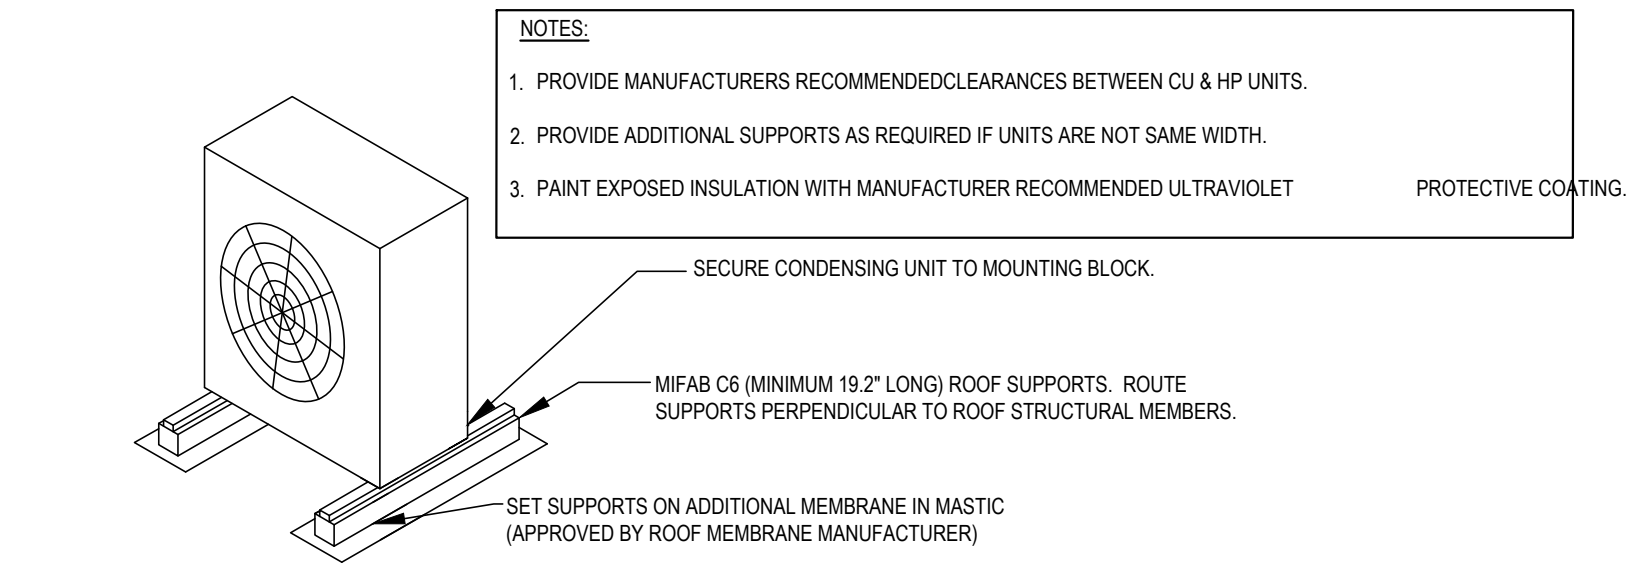 NOTES:
1. PROVIDE MANUFACTURERS RECOMMENDEDCLEARANCES BETWEEN CU & HP UNITS.
2. PROVIDE ADDITIONAL SUPPORTS AS REQUIRED IF UNITS ARE NOT SAME WIDTH.
3. PAINT EXPOSED INSULATION WITH MANUFACTURER RECOMMENDED ULTRAVIOLET PROTECTIVE COATING.
SECURE CONDENSING UNIT TO MOUNTING BLOCK.
MIFAB C6 (MINIMUM 19.2" LONG) ROOF SUPPORTS. ROUTE
SUPPORTS PERPENDICULAR TO ROOF STRUCTURAL MEMBERS.
SET SUPPORTS ON ADDITIONAL MEMBRANE IN MASTIC
(APPROVED BY ROOF MEMBRANE MANUFACTURER)